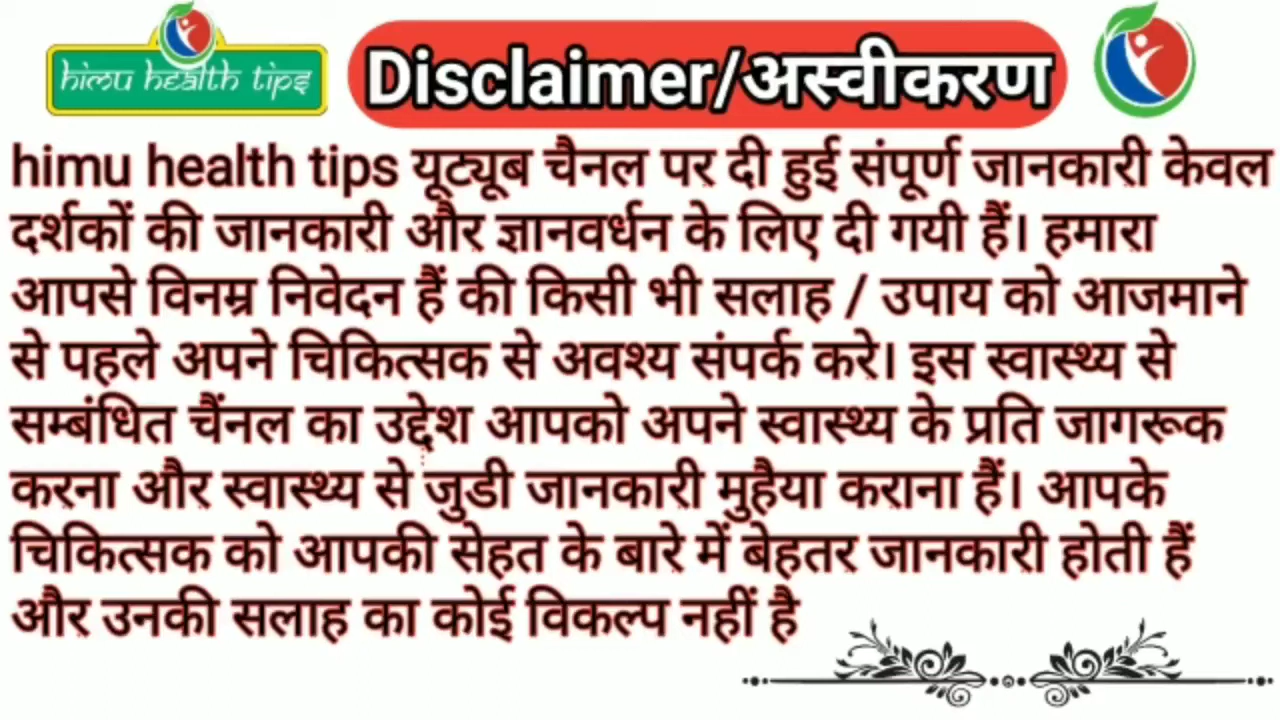 himu health tips
Disclaimer/अस्वीकरण
himu health tips यूट्यूब चैनल पर दी हुई संपूर्ण जानकारी केवल
दर्शकों की जानकारी और ज्ञानवर्धन के लिए दी गयी हैं। हमारा
आपसे विनम्र निवेदन हैं की किसी भी सलाह / उपाय को आजमाने
से पहले अपने चिकित्सक से अवश्य संपर्क करे। इस स्वास्थ्य से
सम्बंधित चैंनल का उद्देश आपको अपने स्वास्थ्य के प्रति जागरूक
करना और स्वास्थ्य से जुडी जानकारी मुहैया कराना हैं। आपके
चिकित्सक को आपकी सेहत के बारे में बेहतर जानकारी होती हैं
और उनकी सलाह का कोई विकल्प नहीं है